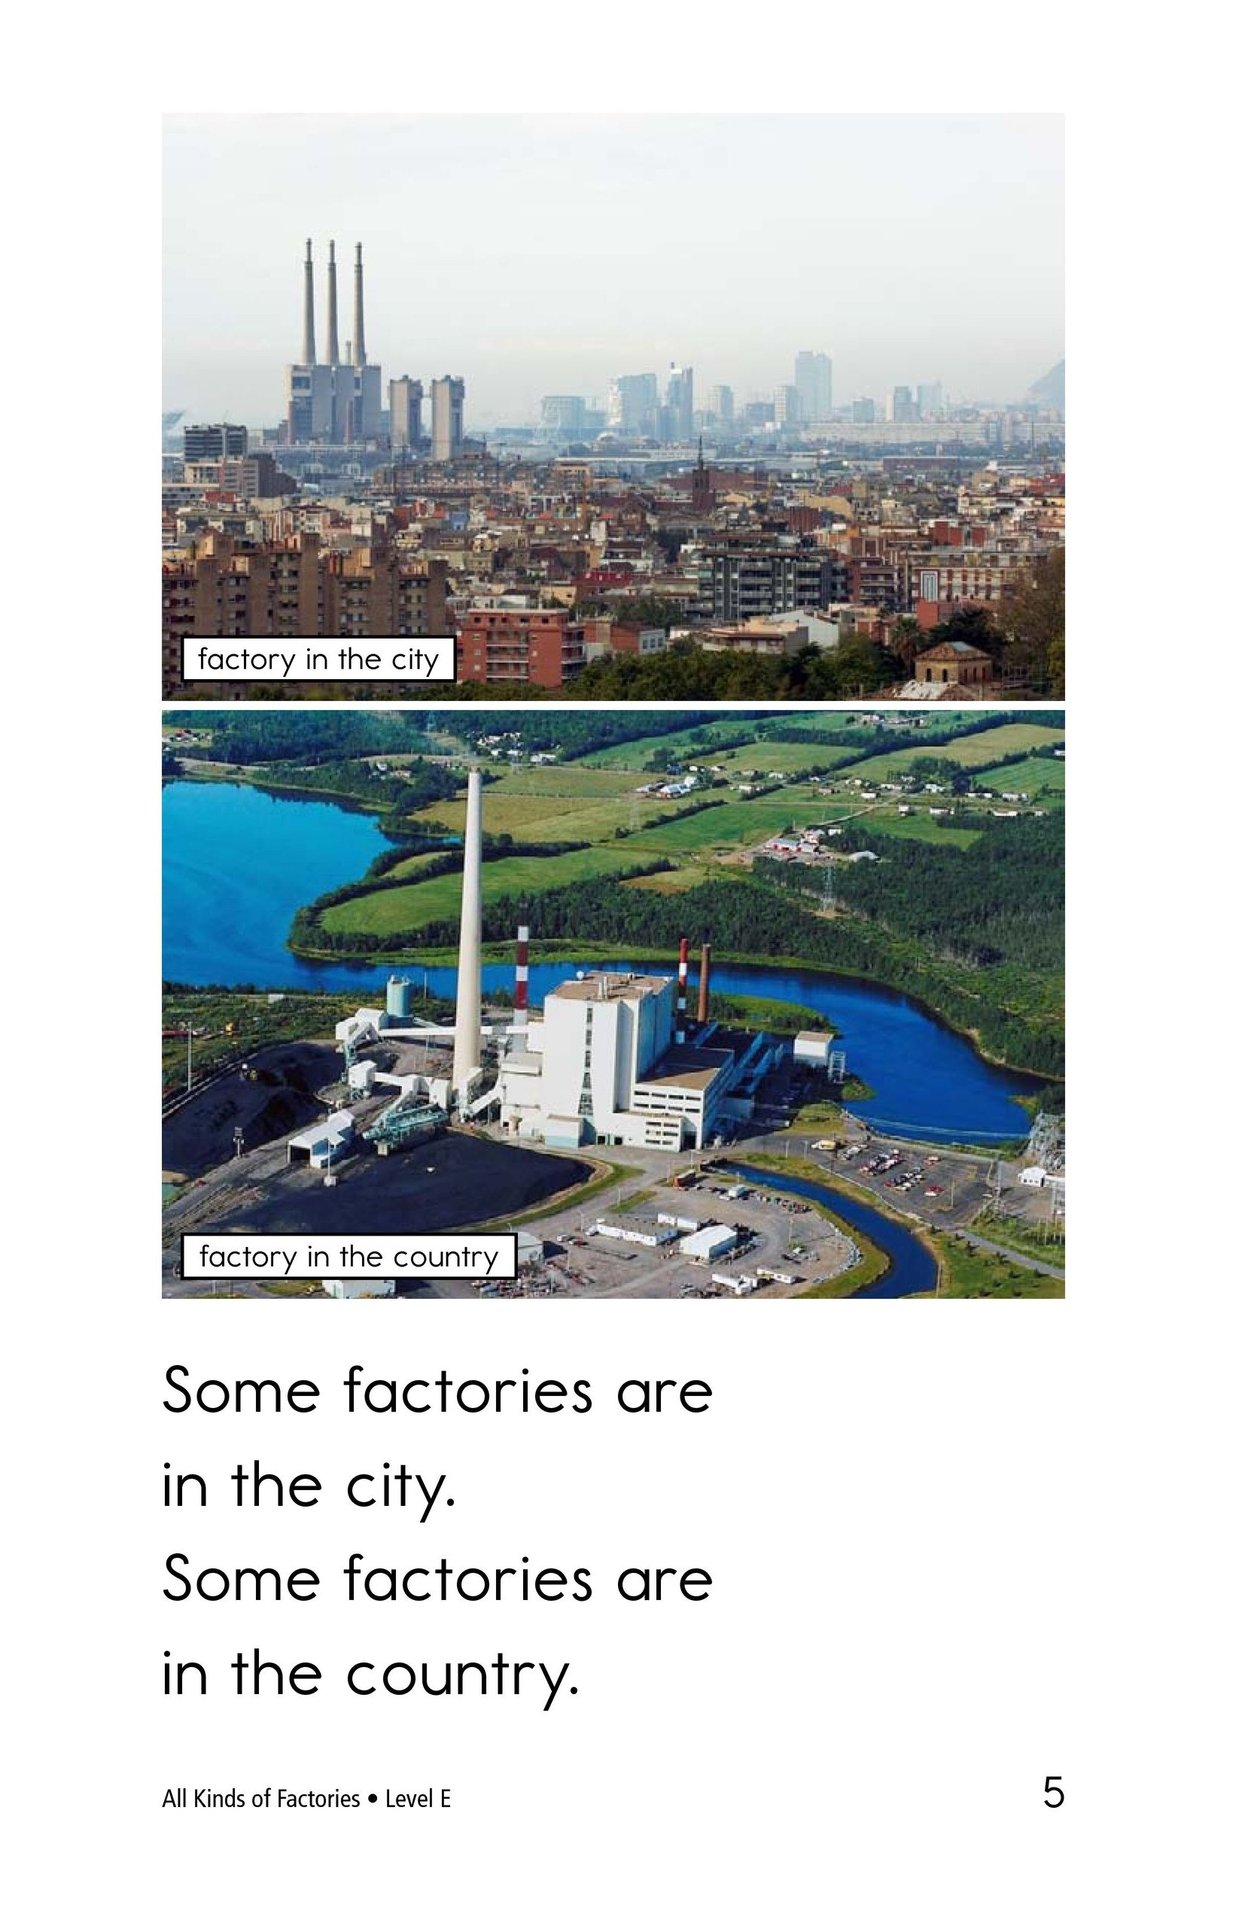 factory in the city
factory in the country
Some factories are
in the city.
Some factories are
in the country.
All Kinds of Factories • Level E
5